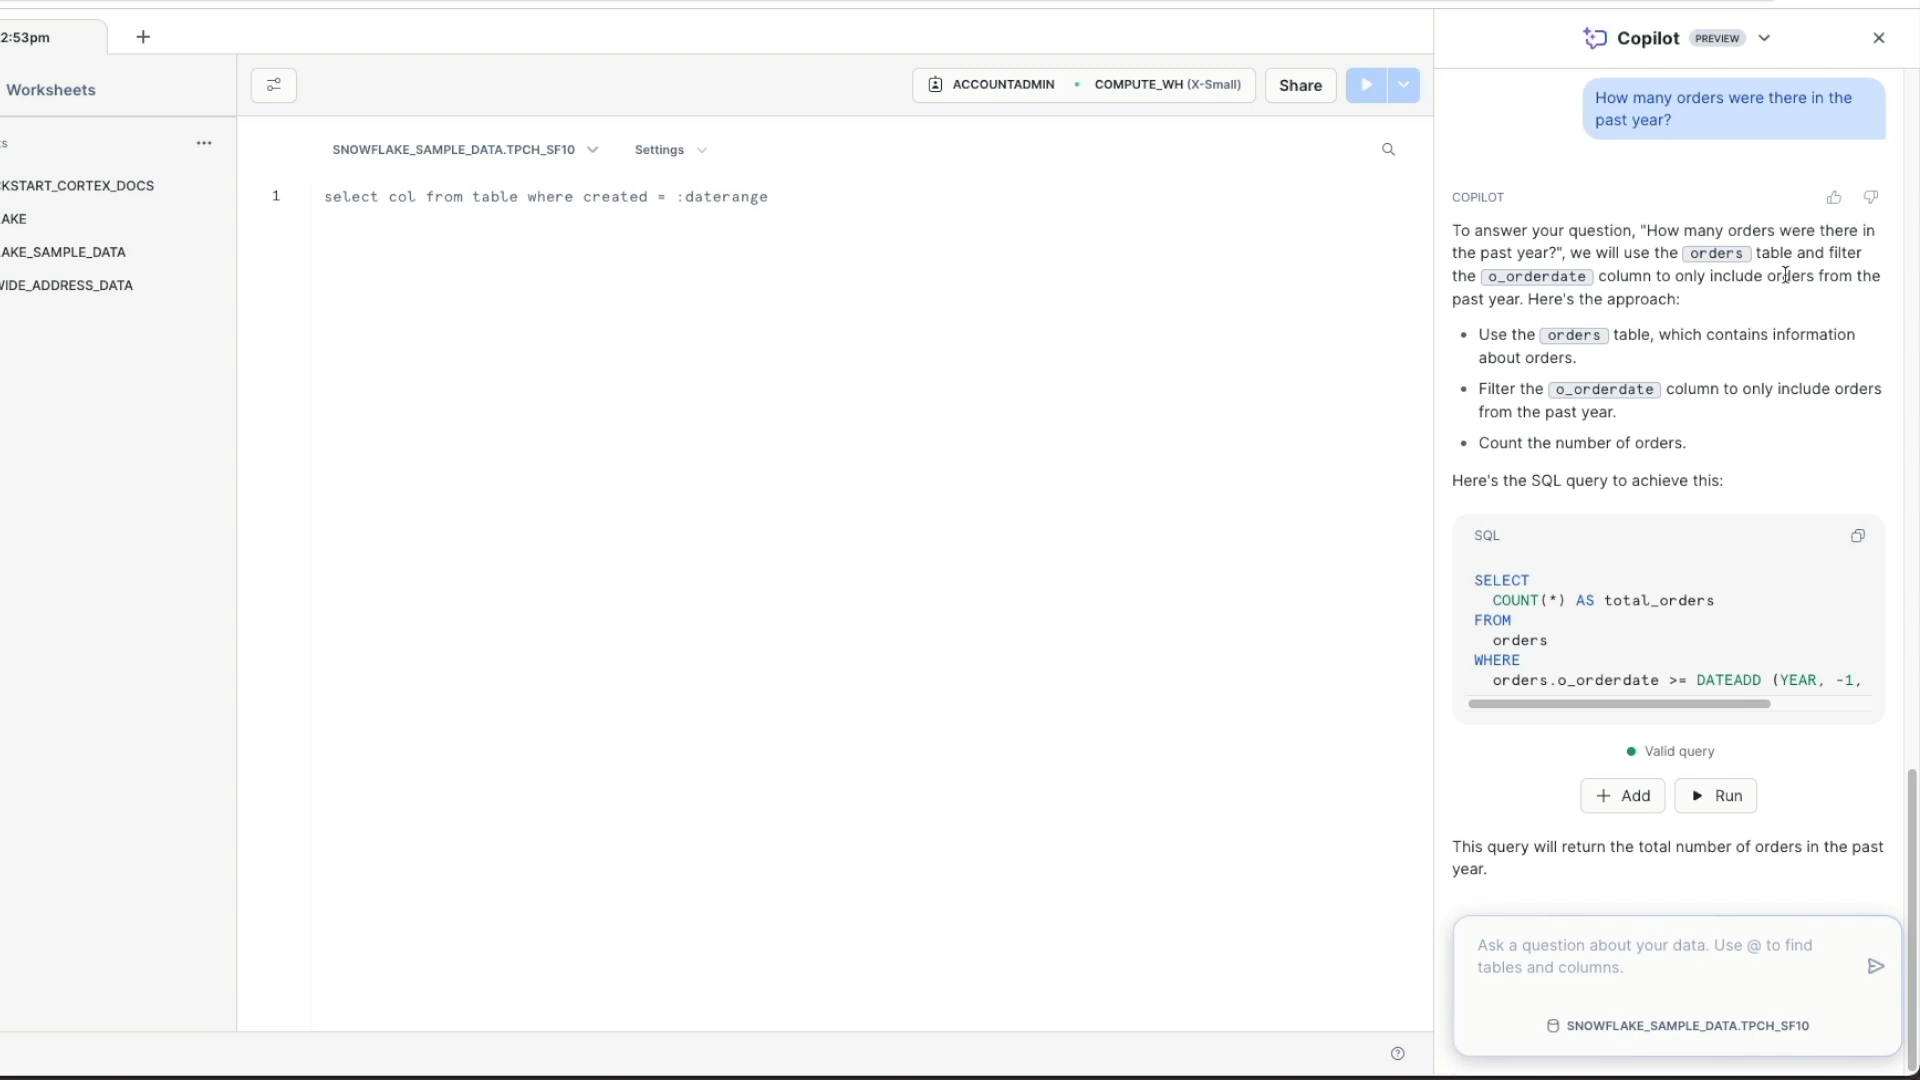 2:53pm
Worksheets
KSTART_CORTEX_DOCS
AKE
AKE_SAMPLE_DATA
WIDE_ADDRESS_DATA
ACCOUNTADMIN • COMPUTE_WH (X-Small)
Share
SNOWFLAKE_SAMPLE_DATA.TPCH_SF10
Settings
1 select col from table where created = :daterange
Copilot PREVIEW
How many orders were there in the
past year?
COPILOT
To answer your question, "How many orders were there in
the past year?", we will use the orders table and filter
the o_orderdate column to only include orders from the
past year. Here's the approach:
• Use the orders table, which contains information
about orders.
• Filter the o_orderdate column to only include orders
from the past year.
• Count the number of orders.
Here's the SQL query to achieve this:
SQL
SELECT
COUNT(*) AS total_orders
FROM
orders
WHERE
orders.o_orderdate >= DATEADD (YEAR, -1,
Valid query
+ Add
Run
This query will return the total number of orders in the past
year.
Ask a question about your data. Use @ to find
tables and columns.
SNOWFLAKE_SAMPLE_DATA.TPCH_SF10